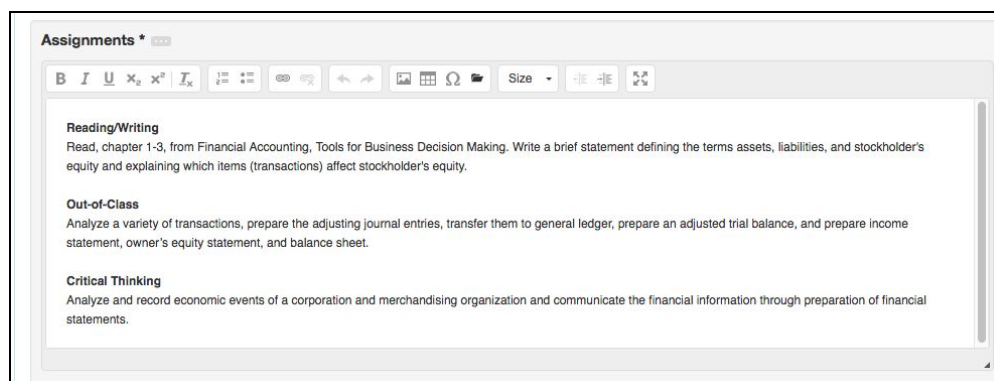 Assignments *
B I U x₂ x² Tx Ω Size
Reading/Writing
Read, chapter 1-3, from Financial Accounting, Tools for Business Decision Making. Write a brief statement defining the terms assets, liabilities, and stockholder's
equity and explaining which items (transactions) affect stockholder's equity.
Out-of-Class
Analyze a variety of transactions, prepare the adjusting journal entries, transfer them to general ledger, prepare an adjusted trial balance, and prepare income
statement, owner's equity statement, and balance sheet.
Critical Thinking
Analyze and record economic events of a corporation and merchandising organization and communicate the financial information through preparation of financial
statements.